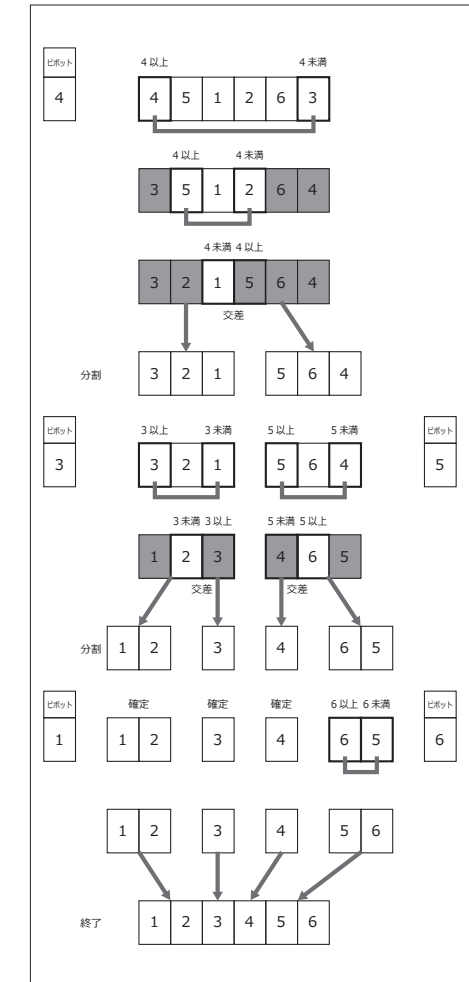 ピボット 4以上 4未満
4 4 5 1 2 6 3
4以上 4未満
3 5 1 2 6 4
4未満 4以上
3 2 1 5 6 4
交差
分割 3 2 1 5 6 4
ピボット 3以上 3未満 5以上 5未満 ピボット
3 3 2 1 5 6 4 5
3未満 3以上 5未満 5以上
1 2 3 4 6 5
交差 交差
分割 1 2 3 4 6 5
ピボット 確定 確定 確定 6以上 6未満 ピボット
1 1 2 3 4 6 5 6
1 2 3 4 5 6
終了 1 2 3 4 5 6